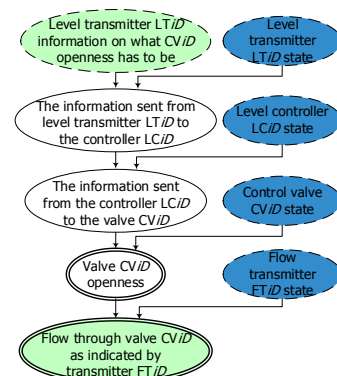 Level transmitter LTiD
information on what CViD
openness has to be
Level
transmitter
LTiD state
The information sent from
level transmitter LTiD to
the controller LCiD
Level controller
LCiD state
The information sent
from the controller LCiD
to the valve CViD
Control valve
CViD state
Valve CViD
openness
Flow
transmitter
FTiD state
Flow through valve CViD
as indicated by
transmitter FTiD